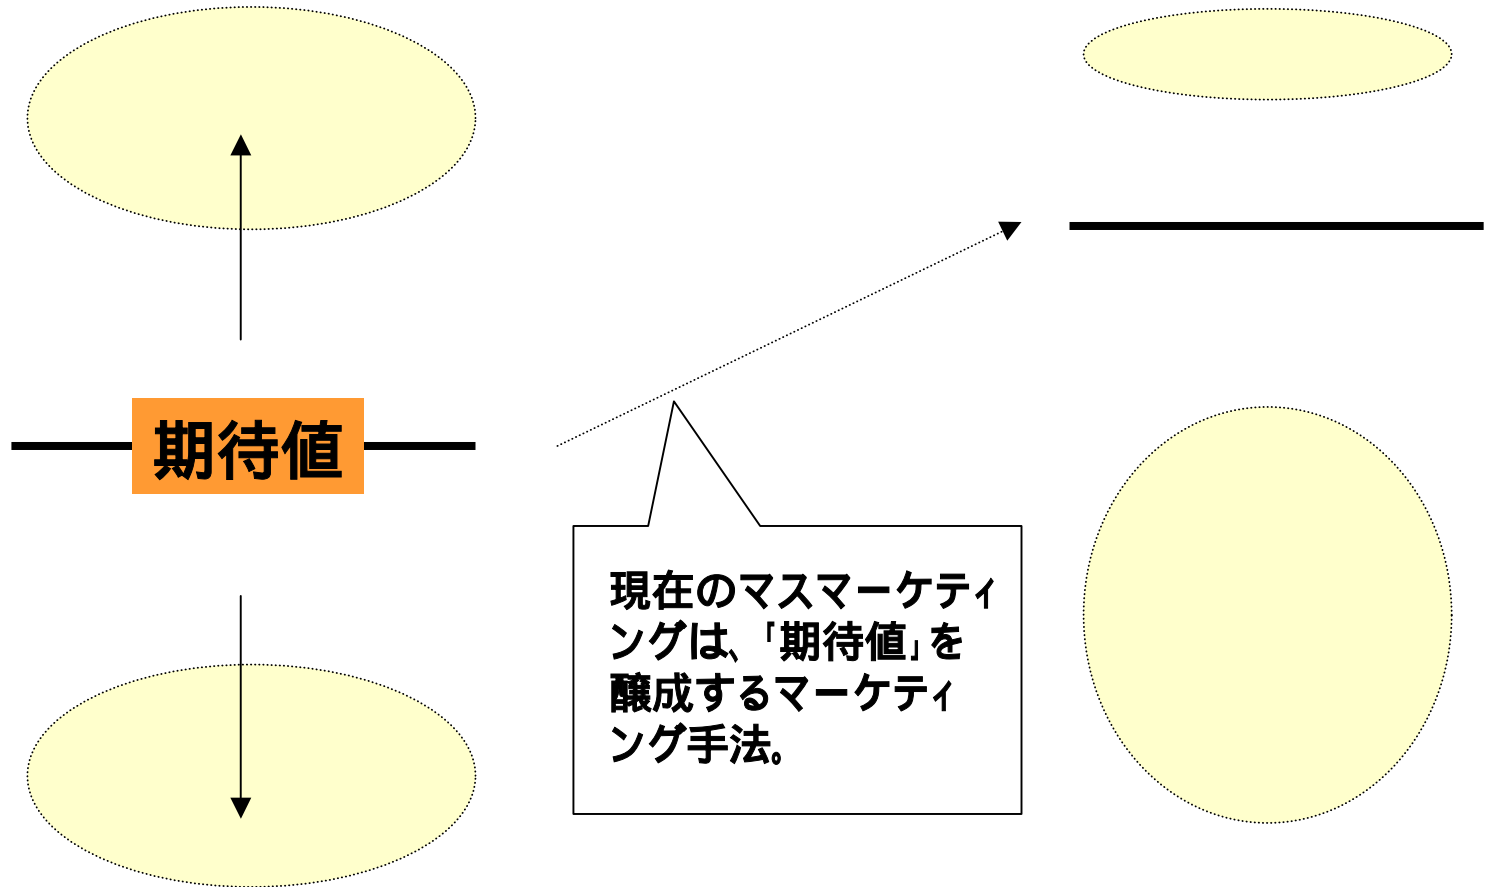 期待値
現在のマスマーケティ
ングは、「期待値」を
醸成するマーケティ
ング手法。